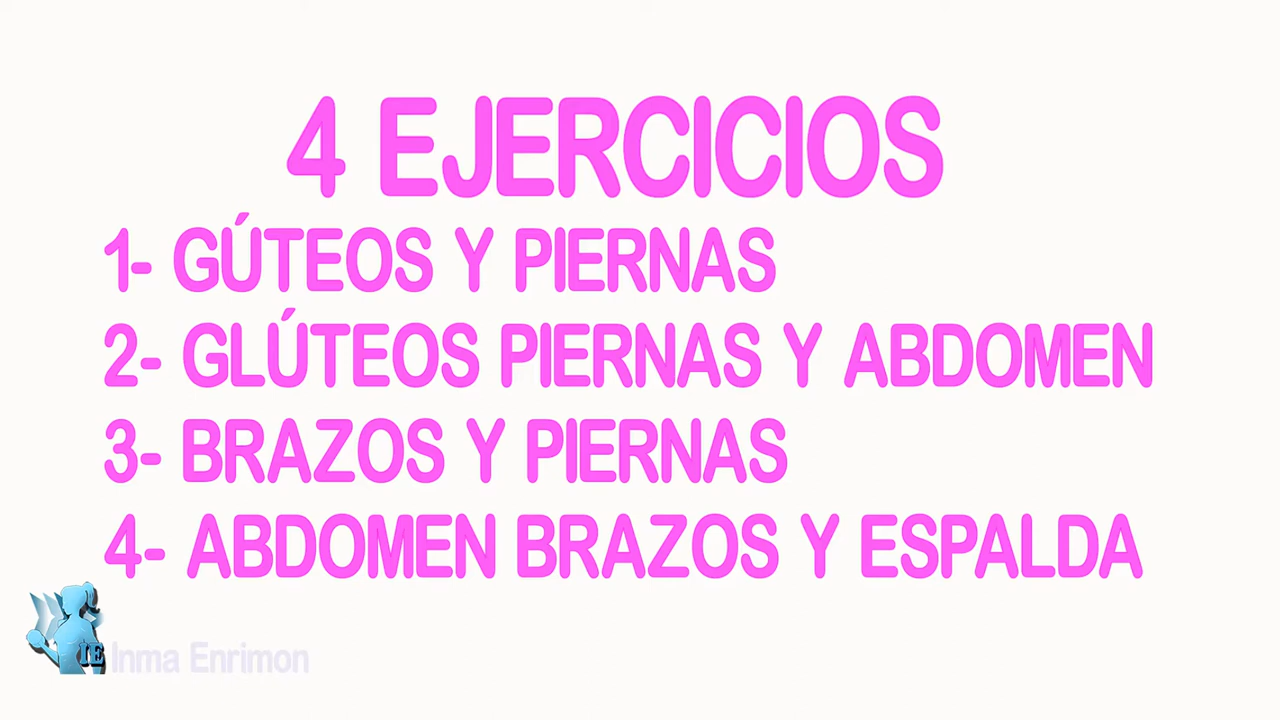 4 EJERCICIOS
1- GÚTEOS Y PIERNAS
2- GLÚTEOS PIERNAS Y ABDOMEN
3- BRAZOS Y PIERNAS
4- ABDOMEN BRAZOS Y ESPALDA
IE Inma Enrimon